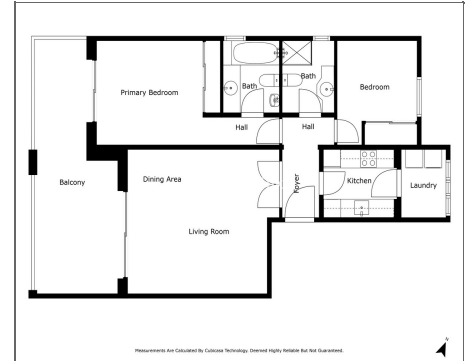 Bath
Bath
Primary Bedroom
Bedroom
Hall
Hall
Dining Area
Balcony
Foyer
Kitchen
Laundry
Living Room
Measurements Are Calculated By Cubicasa Technology. Deemed Highly Reliable But Not Guaranteed.
N